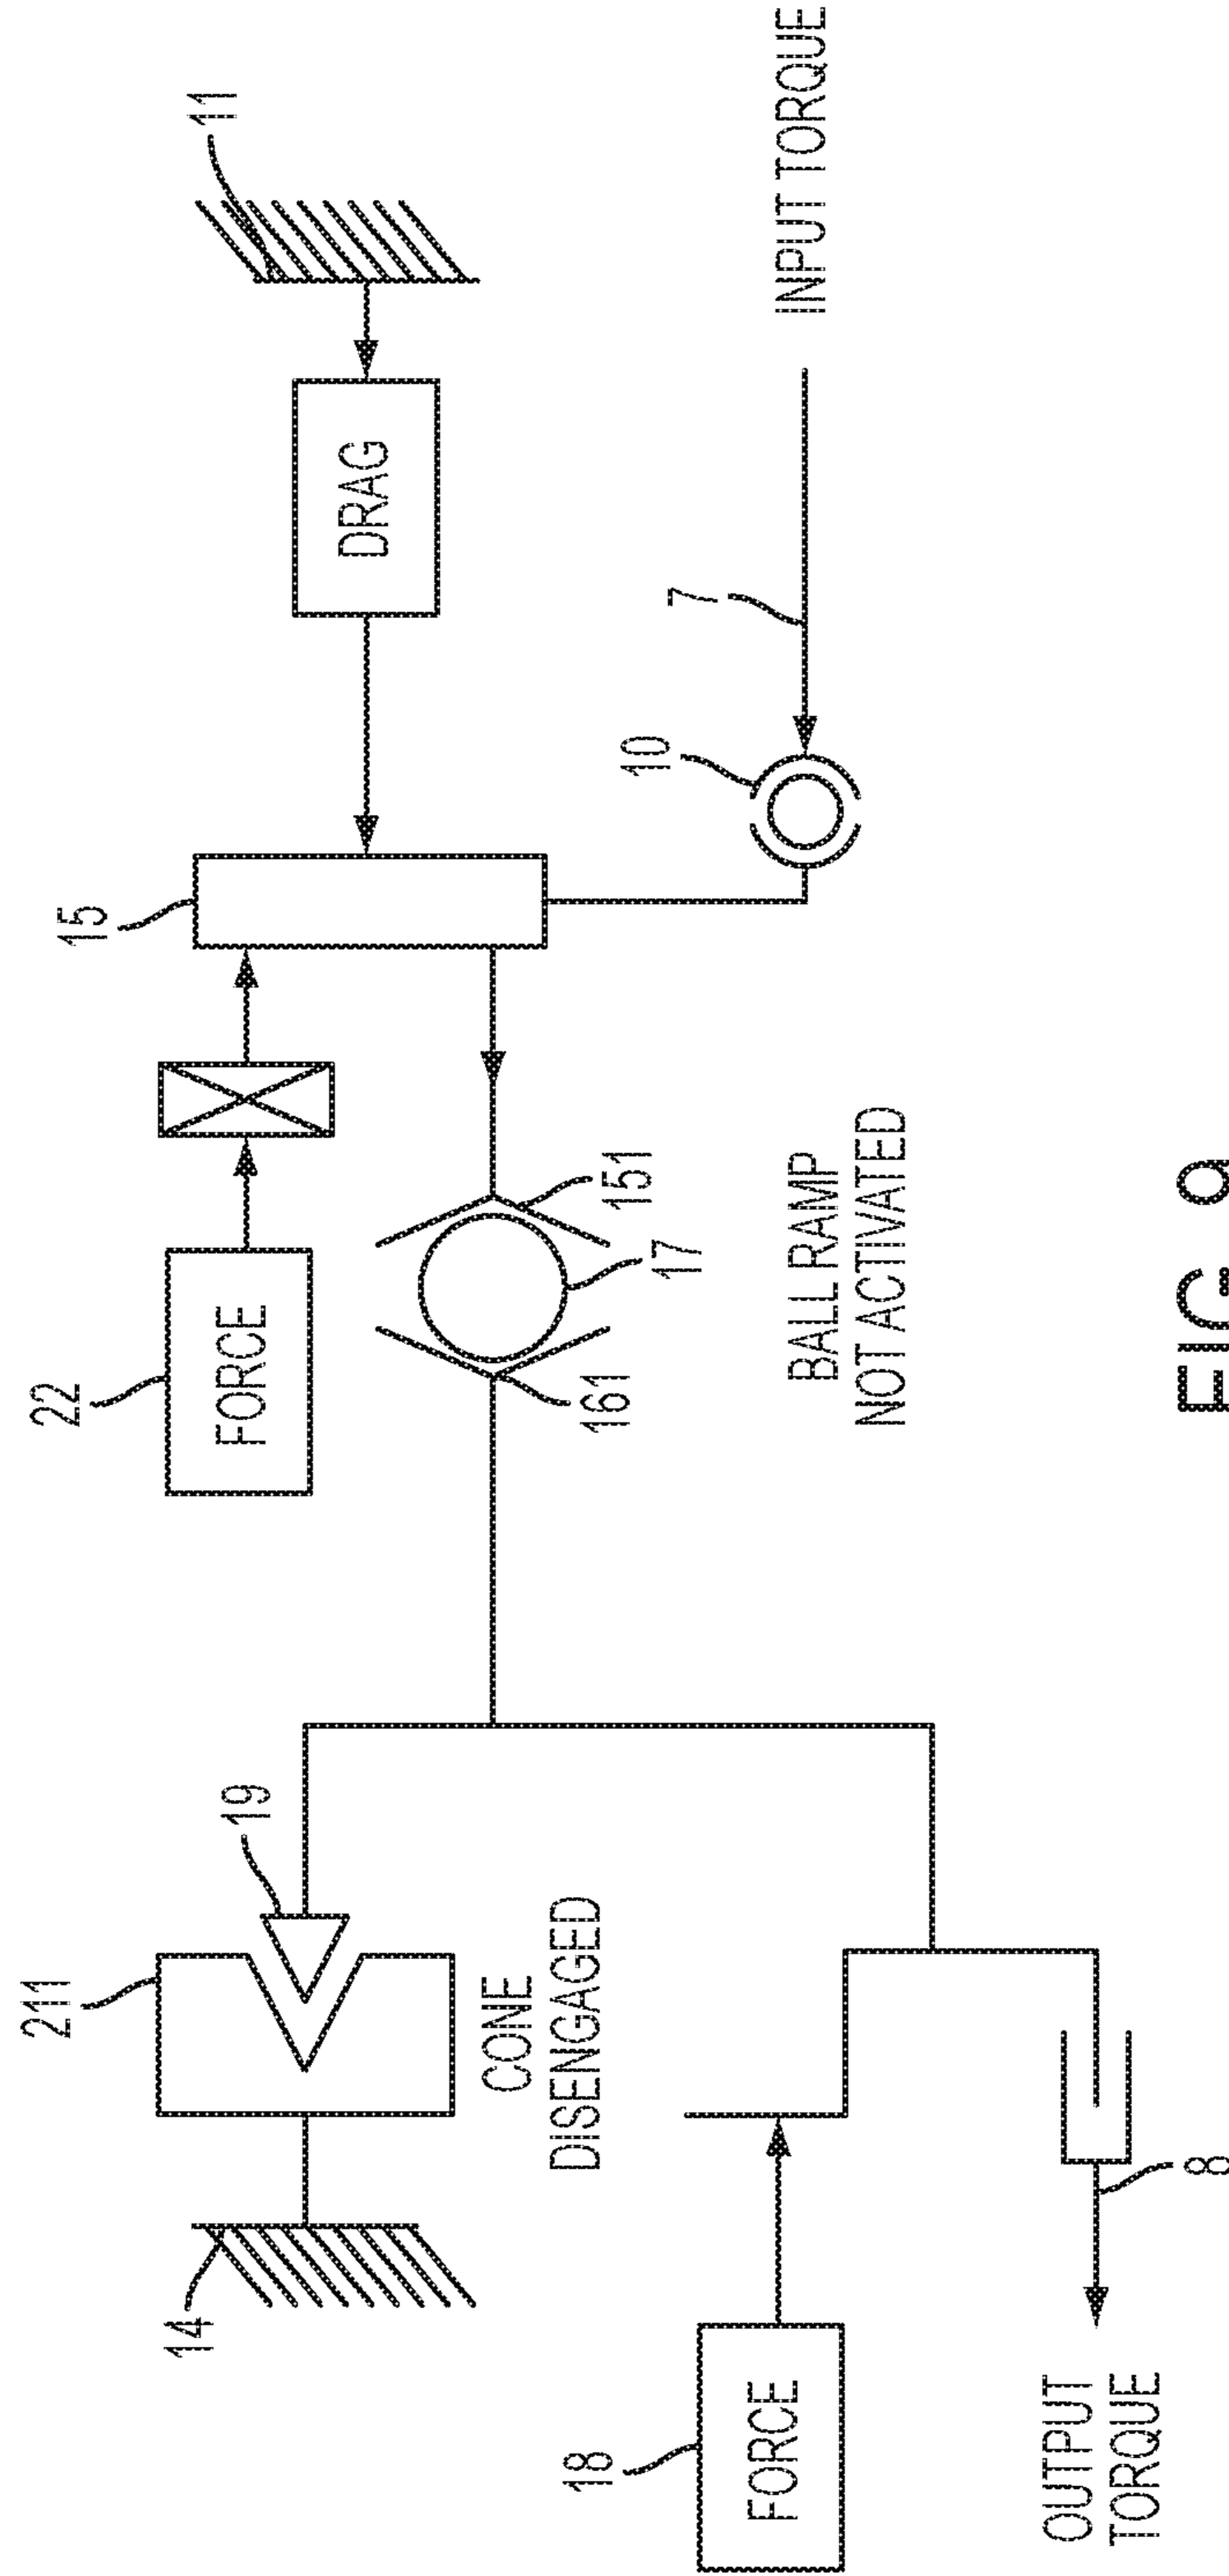 211
22
15
11
14
19
FORCE
DRAG
CONE
DISENGAGED
161
17
151
10
7
18
FORCE
BALL RAMP
NOT ACTIVATED
INPUT TORQUE
OUTPUT
TORQUE
8
FIG. 9